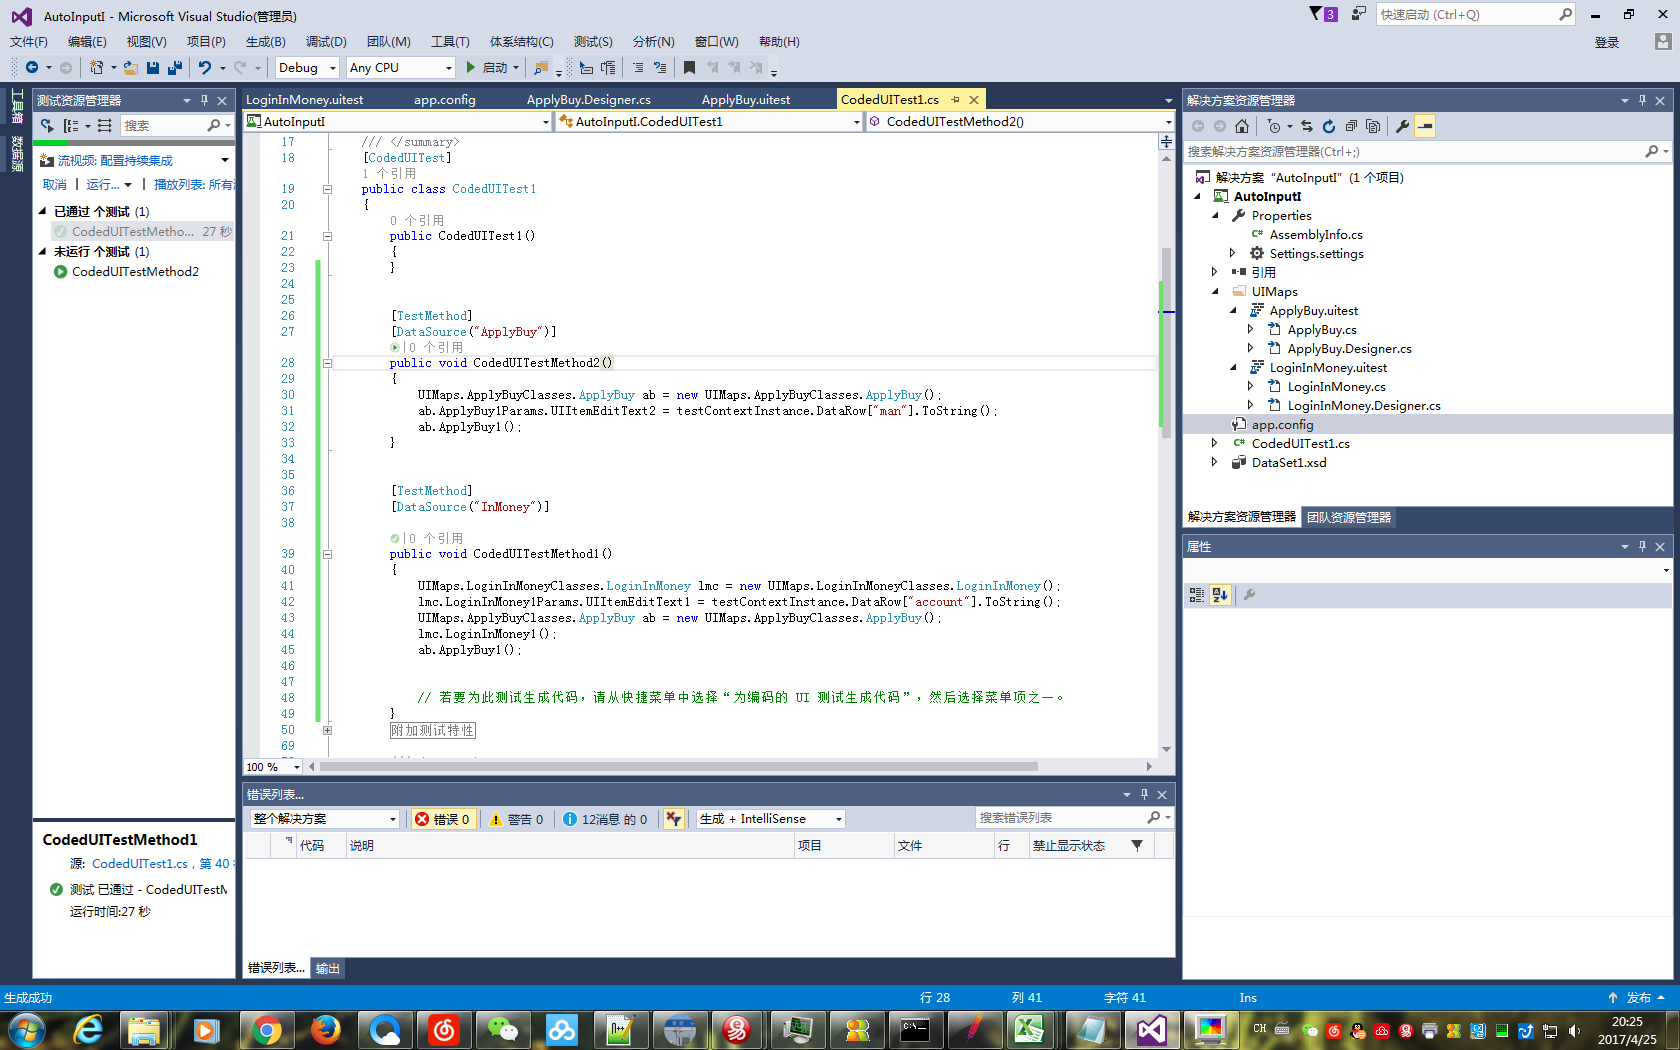 AutoInputI - Microsoft Visual Studio(管理员)
3
快速启动 (Ctrl+Q)
文件(F) 编辑(E) 视图(V) 项目(P) 生成(B) 调试(D) 团队(M) 工具(T) 体系结构(C) 测试(S) 分析(N) 窗口(W) 帮助(H)
登录
Debug Any CPU 启动
工具箱
数据源
测试资源管理器
搜索
流视频: 配置持续集成
取消 | 运行... | 播放列表: 所有
已通过 个测试 (1)
CodedUITestMetho... 27 秒
未运行 个测试 (1)
CodedUITestMethod2
CodedUITestMethod1
源: CodedUITest1.cs，第 40
测试 已通过 - CodedUITestM
运行时间:27 秒
LoginInMoney.uitest app.config ApplyBuy.Designer.cs ApplyBuy.uitest CodedUITest1.cs
AutoInputI AutoInputI.CodedUITest1 CodedUITestMethod2()
17 /// </summary>
18 [CodedUITest]
1 个引用
19 public class CodedUITest1
20 {
0 个引用
21 public CodedUITest1()
22 {
23 }
24
25
26 [TestMethod]
27 [DataSource("ApplyBuy")]
|0 个引用
28 public void CodedUITestMethod2()
29 {
30 UIMaps.ApplyBuyClasses.ApplyBuy ab = new UIMaps.ApplyBuyClasses.ApplyBuy();
31 ab.ApplyBuy1Params.UIItemEditText2 = testContextInstance.DataRow["man"].ToString();
32 ab.ApplyBuy1();
33 }
34
35
36 [TestMethod]
37 [DataSource("InMoney")]
38
|0 个引用
39 public void CodedUITestMethod1()
40 {
41 UIMaps.LoginInMoneyClasses.LoginInMoney lmc = new UIMaps.LoginInMoneyClasses.LoginInMoney();
42 lmc.LoginInMoney1Params.UIItemEditText1 = testContextInstance.DataRow["account"].ToString();
43 UIMaps.ApplyBuyClasses.ApplyBuy ab = new UIMaps.ApplyBuyClasses.ApplyBuy();
44 lmc.LoginInMoney1();
45 ab.ApplyBuy1();
46
47
48 // 若要为此测试生成代码，请从快捷菜单中选择“为编码的 UI 测试生成代码”，然后选择菜单项之一。
49 }
50 附加测试特性
69
100 %
错误列表...
整个解决方案 错误 0 警告 0 12消息 的 0 生成 + IntelliSense 搜索错误列表
代码 说明 项目 文件 行 禁止显示状态
错误列表... 输出
解决方案资源管理器
搜索解决方案资源管理器(Ctrl+;)
解决方案 “AutoInputI” (1 个项目)
AutoInputI
Properties
AssemblyInfo.cs
Settings.settings
引用
UIMaps
ApplyBuy.uitest
ApplyBuy.cs
ApplyBuy.Designer.cs
LoginInMoney.uitest
LoginInMoney.cs
LoginInMoney.Designer.cs
app.config
CodedUITest1.cs
DataSet1.xsd
解决方案资源管理器 团队资源管理器
属性
生成成功 行 28 列 41 字符 41 Ins 发布
CH
20:25
2017/4/25